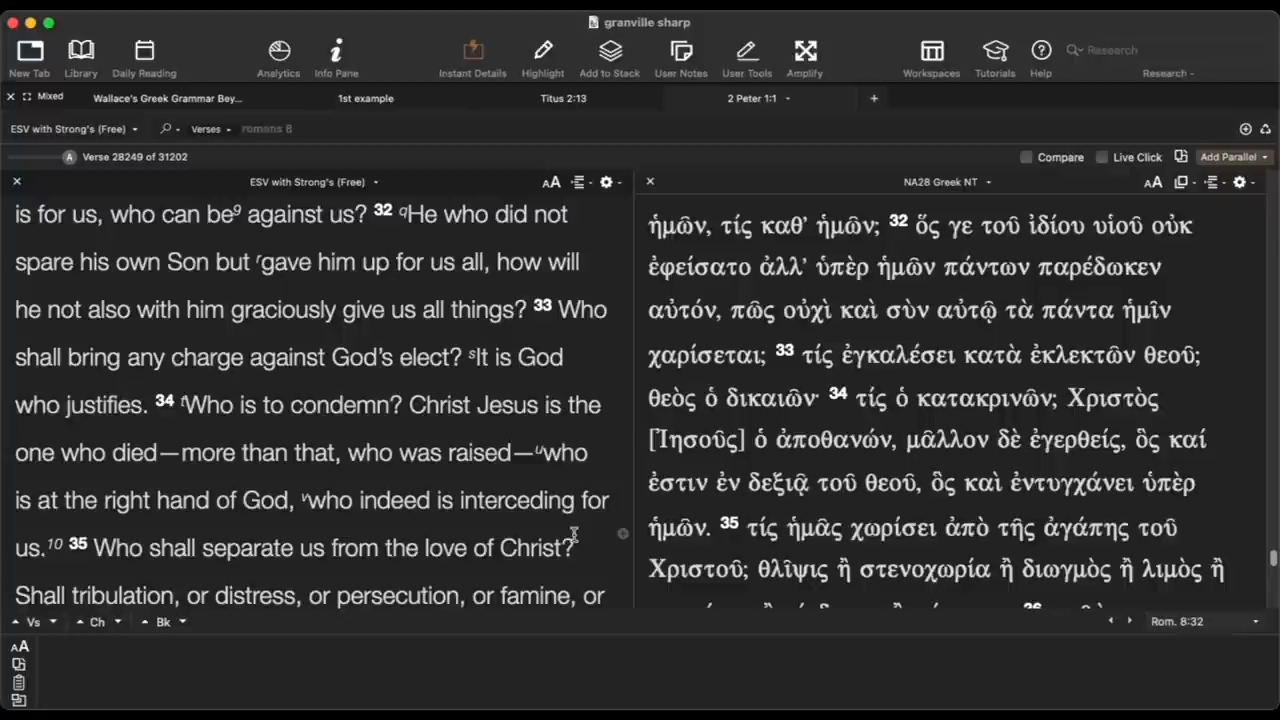 granville sharp
New Tab Library Daily Reading Analytics Info Pane Instant Details Highlight Add to Stack User Notes User Tools Amplify Workspaces Tutorials Help Research
Research
Mixed Wallace's Greek Grammar Bey... 1st example Titus 2:13 2 Peter 1:1 +
ESV with Strong's (Free) Verses romans 8
A Verse 28249 of 31202 Compare Live Click Add Parallel
ESV with Strong's (Free)
is for us, who can be⁹ against us? 32 ᑫHe who did not
spare his own Son but ʳgave him up for us all, how will
he not also with him graciously give us all things? 33 Who
shall bring any charge against God's elect? ˢIt is God
who justifies. 34 ᵗWho is to condemn? Christ Jesus is the
one who died—more than that, who was raised—ᵘwho
is at the right hand of God, ᵛwho indeed is interceding for
us.¹⁰ 35 Who shall separate us from the love of Christ?
Shall tribulation, or distress, or persecution, or famine, or
NA28 Greek NT
ἡμῶν, τίς καθ' ἡμῶν; 32 ὅς γε τοῦ ἰδίου υἱοῦ οὐκ
ἐφείσατο ἀλλ' ὑπὲρ ἡμῶν πάντων παρέδωκεν
αὐτόν, πῶς οὐχὶ καὶ σὺν αὐτῷ τὰ πάντα ἡμῖν
χαρίσεται; 33 τίς ἐγκαλέσει κατὰ ἐκλεκτῶν θεοῦ;
θεὸς ὁ δικαιῶν· 34 τίς ὁ κατακρινῶν; Χριστὸς
[Ἰησοῦς] ὁ ἀποθανών, μᾶλλον δὲ ἐγερθείς, ὃς καί
ἐστιν ἐν δεξιᾷ τοῦ θεοῦ, ὃς καὶ ἐντυγχάνει ὑπὲρ
ἡμῶν. 35 τίς ἡμᾶς χωρίσει ἀπὸ τῆς ἀγάπης τοῦ
Χριστοῦ; θλῖψις ἢ στενοχωρία ἢ διωγμὸς ἢ λιμὸς ἢ
Vs Ch Bk Rom. 8:32